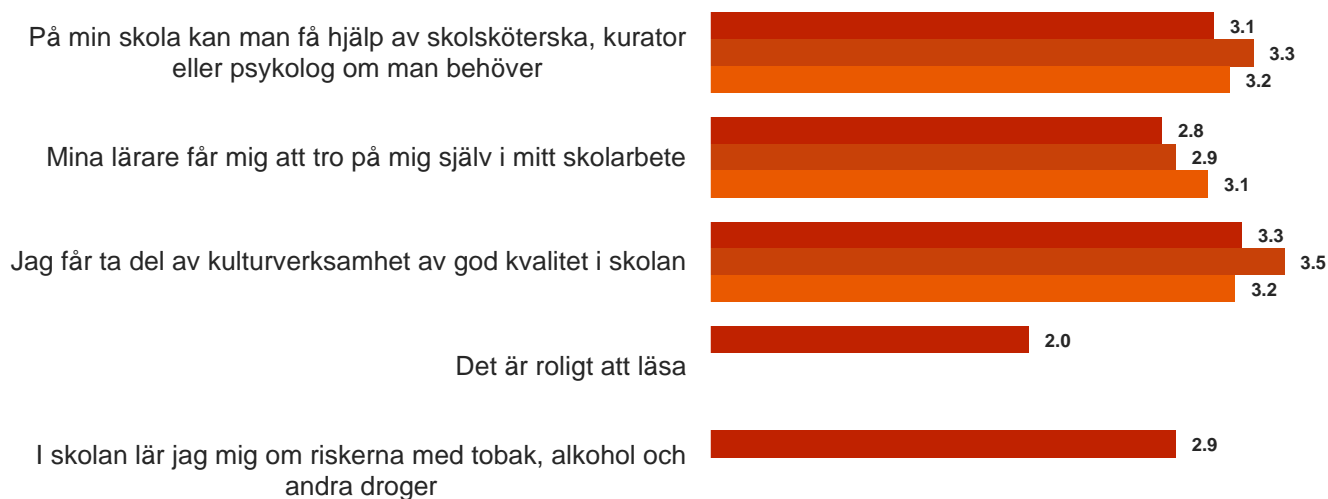 På min skola kan man få hjälp av skolsköterska, kurator
eller psykolog om man behöver
3.1
3.3
3.2
Mina lärare får mig att tro på mig själv i mitt skolarbete
2.8
2.9
3.1
Jag får ta del av kulturverksamhet av god kvalitet i skolan
3.3
3.5
3.2
Det är roligt att läsa
2.0
I skolan lär jag mig om riskerna med tobak, alkohol och
andra droger
2.9